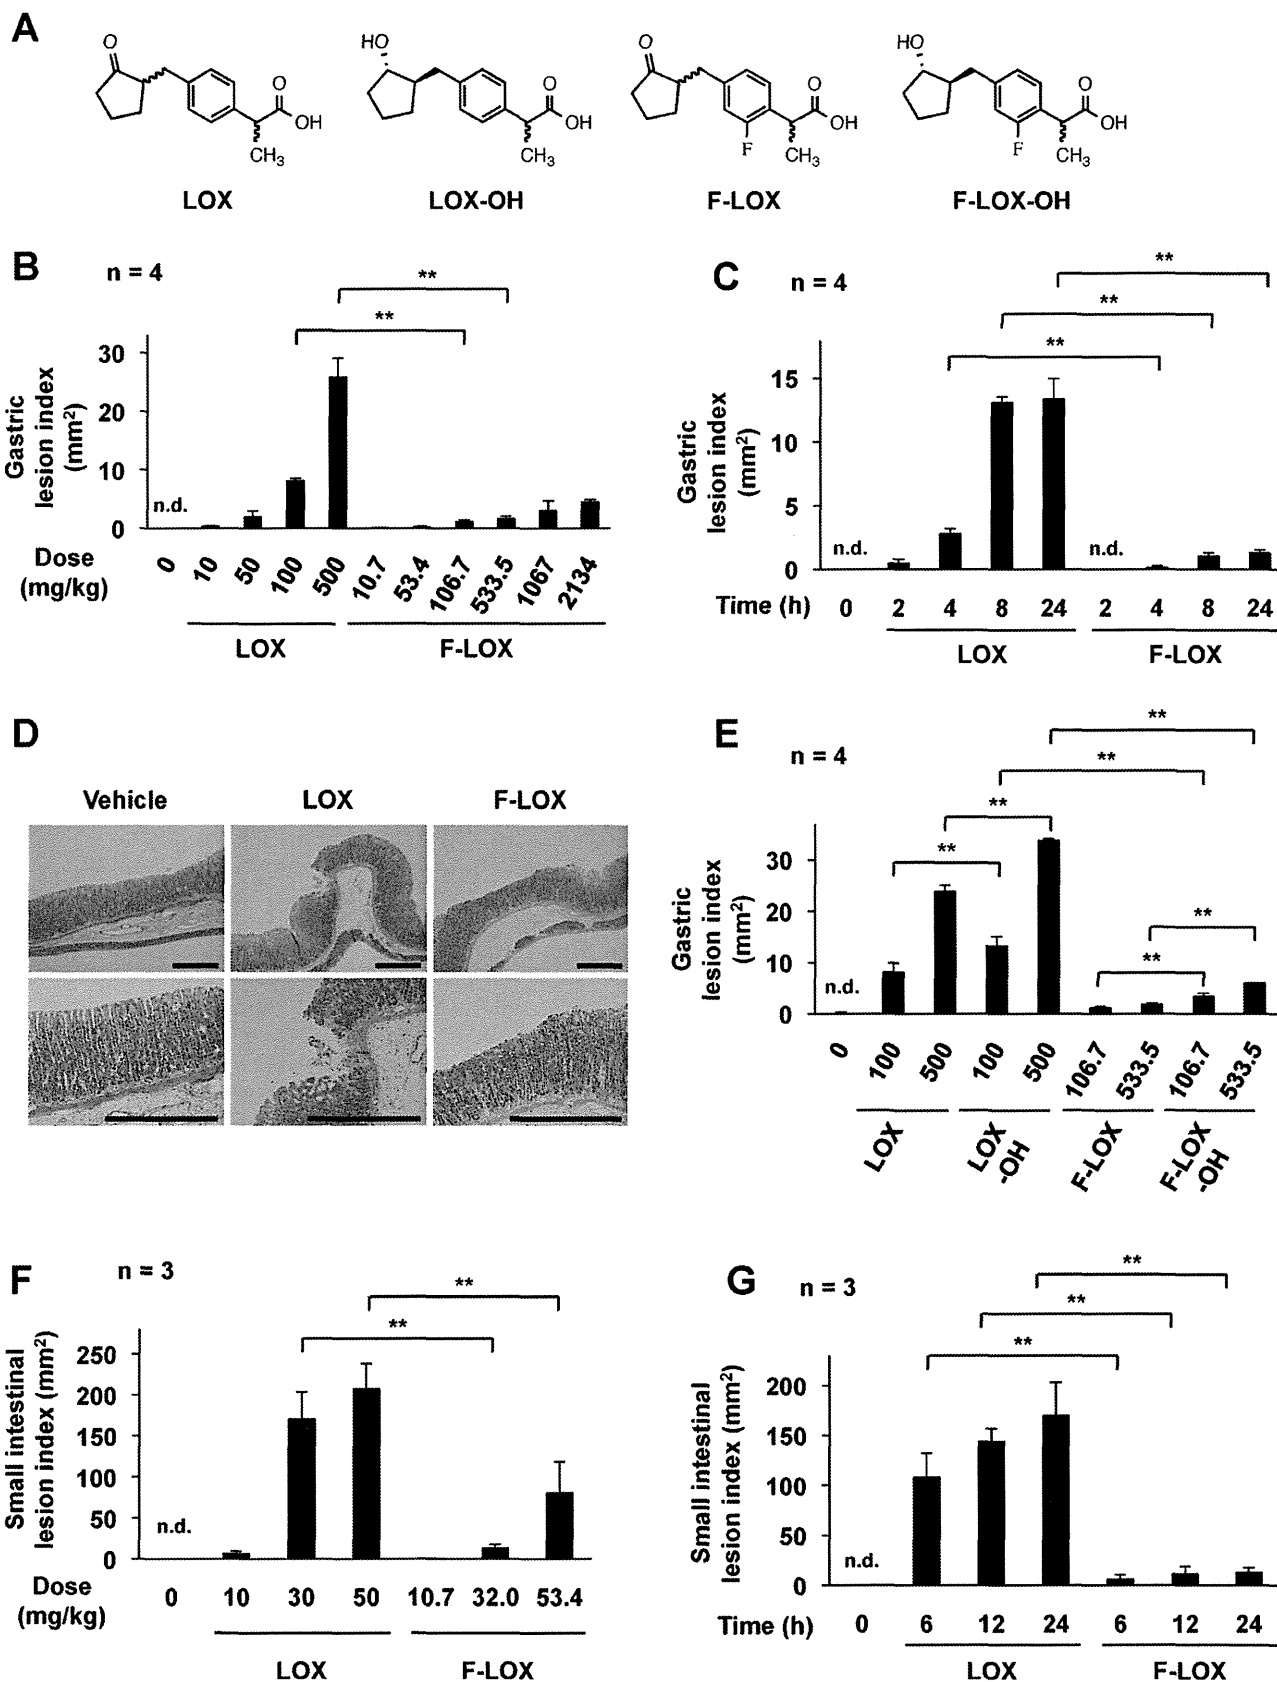 A
O
O
OH
CH3
LOX
HO
O
OH
CH3
LOX-OH
O
O
OH
F
CH3
F-LOX
HO
O
OH
F
CH3
F-LOX-OH
B
n = 4
**
**
Gastric
lesion index
(mm2)
30
20
10
0
n.d.
Dose
(mg/kg)
0 10 50 100 500 10.7 53.4 106.7 533.5 1067 2134
LOX F-LOX
C
n = 4
**
**
**
Gastric
lesion index
(mm2)
15
10
5
0
n.d. n.d.
Time (h) 0 2 4 8 24 2 4 8 24
LOX F-LOX
D
Vehicle LOX F-LOX
E
n = 4
**
**
**
**
**
**
Gastric
lesion index
(mm2)
30
20
10
0
n.d.
0 100 500 100 500 106.7 533.5 106.7 533.5
LOX
LOX
-OH
F-LOX
F-LOX
-OH
F
n = 3
**
**
Small intestinal
lesion index (mm2)
250
200
150
100
50
0
n.d.
Dose
(mg/kg)
0 10 30 50 10.7 32.0 53.4
LOX F-LOX
G
n = 3
**
**
**
Small intestinal
lesion index (mm2)
200
150
100
50
0
n.d.
Time (h) 0 6 12 24 6 12 24
LOX F-LOX